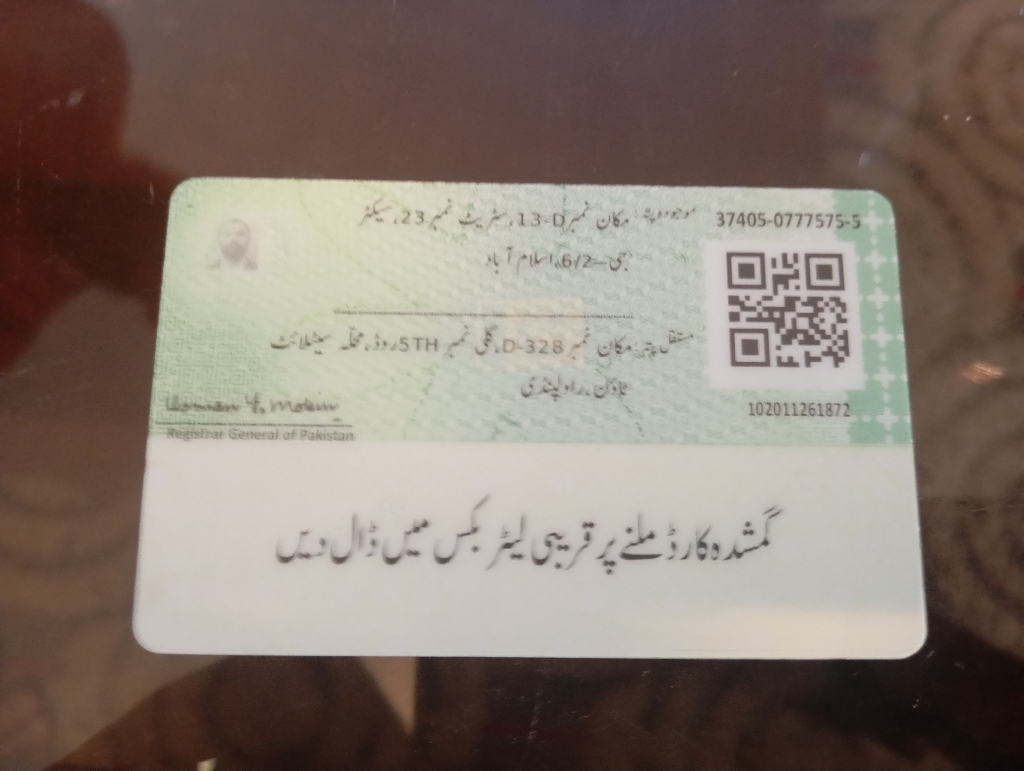 37405-0777575-5
موجودہ پتہ: مکان نمبر 13-D، سٹریٹ نمبر 23، سیکٹر
جی-6/2، اسلام آباد
مستقل پتہ: مکان نمبر D-328، گلی نمبر 5TH روڈ، محلہ سیٹلائٹ
ٹاؤن، راولپنڈی
102011261872
Usman Y. Mobin
Registrar General of Pakistan
گمشدہ کارڈ ملنے پر قریبی لیٹر بکس میں ڈال دیں